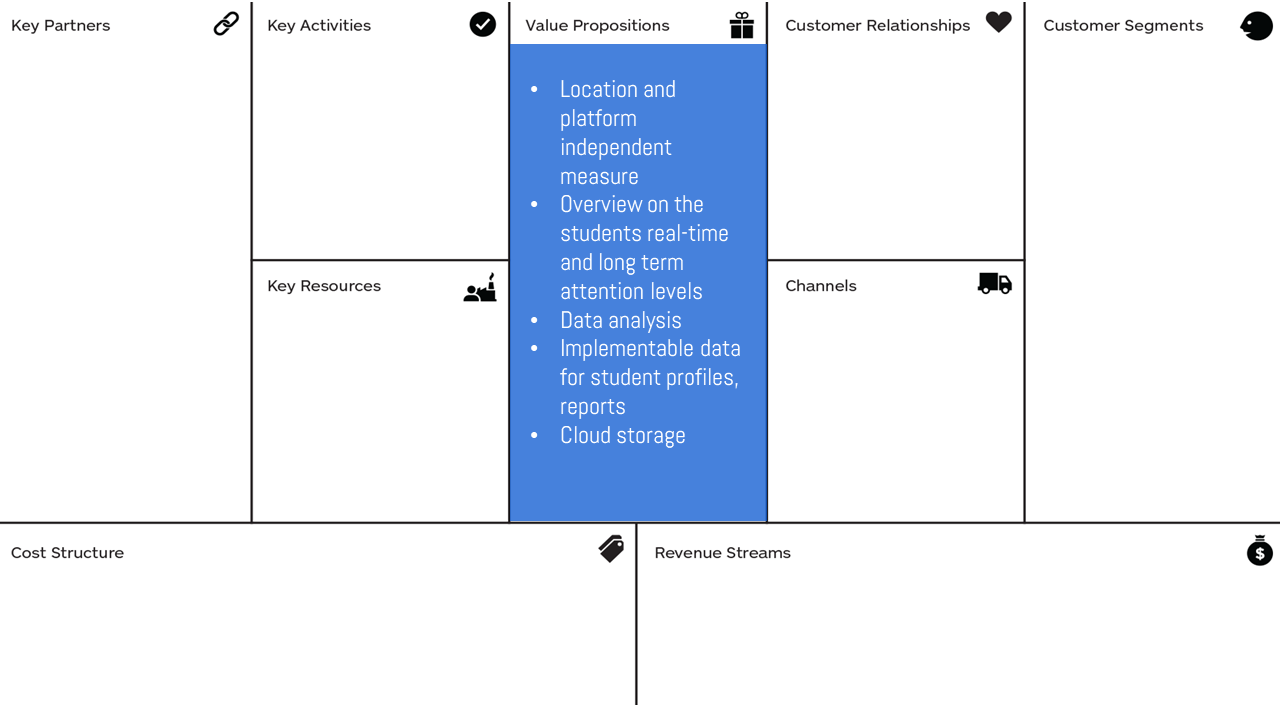 Key Partners
Key Activities
Value Propositions
Customer Relationships
Customer Segments
• Location and
platform
independent
measure
• Overview on the
students real-time
and long term
attention levels
• Data analysis
• Implementable data
for student profiles,
reports
• Cloud storage
Key Resources
Channels
Cost Structure
Revenue Streams
$